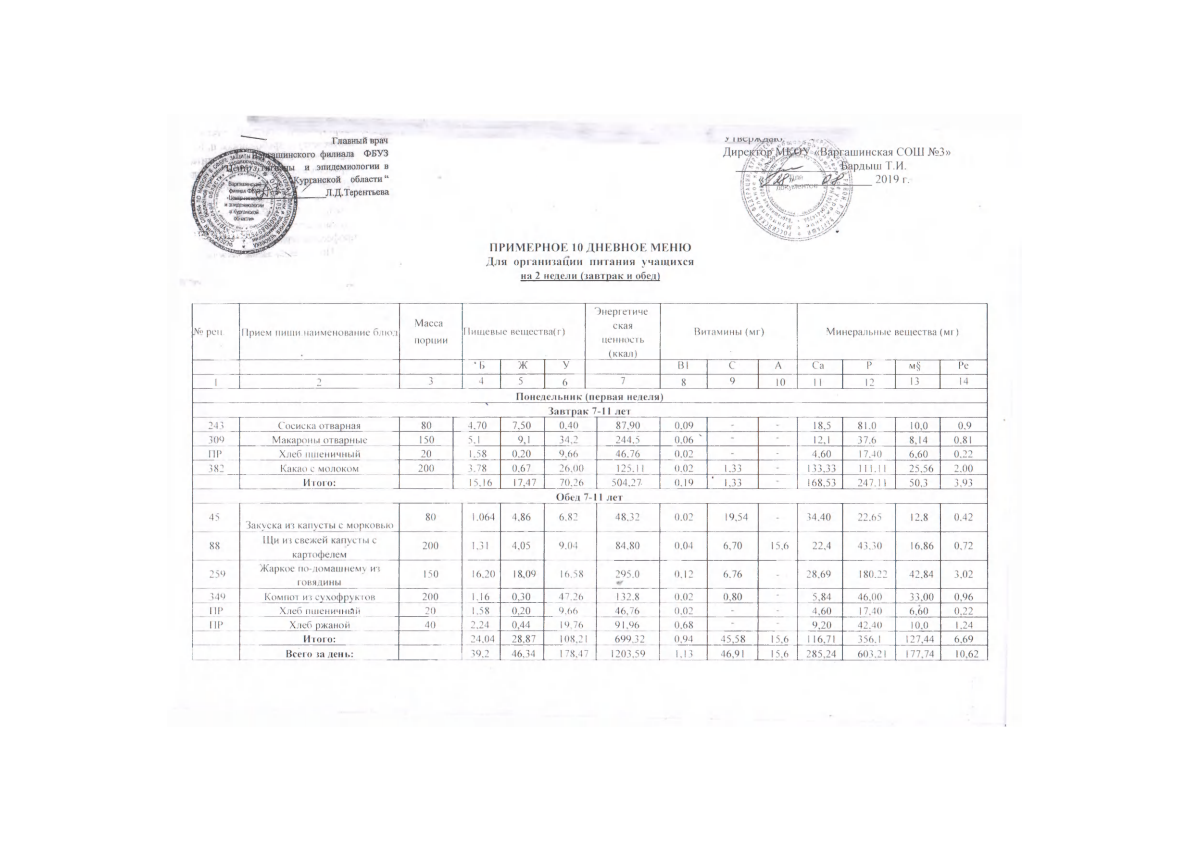 Главный врач
Варгашинского филиала ФБУЗ
"Центр гигиены и эпидемиологии в
Курганской области "
Л.Д.Терентьева
Варгашинский
филиал ФБУЗ
«Центр гигиены
и эпидемиологии
в Курганской
области»
Утверждаю
Директор МКОУ «Варгашинская СОШ №3»
Бардыш Т.И.
28 08 2019 г.
Для
документов
ПРИМЕРНОЕ 10 ДНЕВНОЕ МЕНЮ
Для организации питания учащихся
на 2 недели (завтрак и обед)
№ рец Прием пищи,наименование блюд Масса порции Пищевые вещества(г) Энергетиче ская ценность (ккал) Витамины (мг) Минеральные вещества (мг)
Б Ж У B1 С А Са Р м§ Ре
1 2 3 4 5 6 7 8 9 10 11 12 13 14
Понедельник (первая неделя)
Завтрак 7-11 лет
243 Сосиска отварная 80 4,70 7,50 0,40 87,90 0,09 - - 18,5 81,0 10,0 0,9
309 Макароны отварные 150 5,1 9,1 34,2 244,5 0,06 - - 12,1 37,6 8,14 0,81
ПР Хлеб пшеничный 20 1,58 0,20 9,66 46,76 0,02 - - 4,60 17,40 6,60 0,22
382 Какао с молоком 200 3,78 0,67 26,00 125,11 0,02 1,33 - 133,33 111,11 25,56 2,00
Итого: 15,16 17,47 70,26 504,27 0,19 1,33 - 168,53 247,11 50,3 3,93
Обед 7-11 лет
45 Закуска из капусты с морковью 80 1,064 4,86 6,82 48,32 0,02 19,54 - 34,40 22,65 12,8 0,42
88 Щи из свежей капусты с картофелем 200 1,31 4,05 9,04 84,80 0,04 6,70 15,6 22,4 43,30 16,86 0,72
259 Жаркое по-домашнему из говядины 150 16,20 18,09 16,58 295,0 0,12 6,76 - 28,69 180,22 42,84 3,02
349 Компот из сухофруктов 200 1,16 0,30 47,26 132,8 0,02 0,80 - 5,84 46,00 33,00 0,96
ПР Хлеб пшеничный 20 1,58 0,20 9,66 46,76 0,02 - - 4,60 17,40 6,60 0,22
ПР Хлеб ржаной 40 2,24 0,44 19,76 91,96 0,68 - - 9,20 42,40 10,0 1,24
Итого: 24,04 28,87 108,21 699,32 0,94 45,58 15,6 116,71 356,1 127,44 6,69
Всего за день: 39,2 46,34 178,47 1203,59 1,13 46,91 15,6 285,24 603,21 177,74 10,62